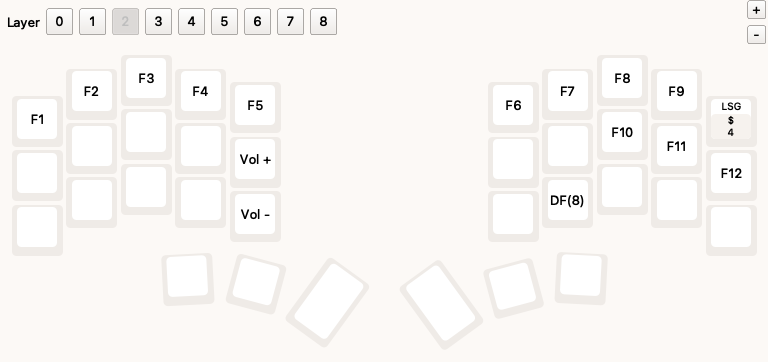 Layer 0 1 2 3 4 5 6 7 8
+
-
F1 F2 F3 F4 F5 F6 F7 F8 F9 LSG
$
4
Vol + F10 F11 F12
Vol - DF(8)